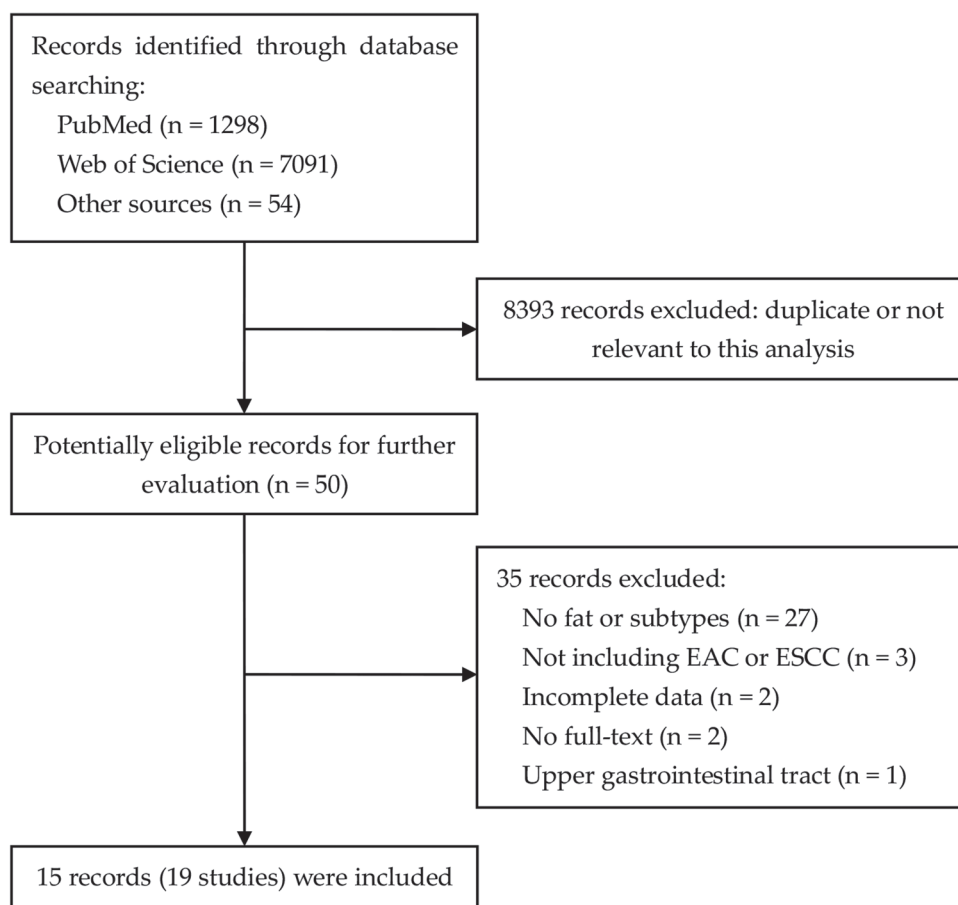 Records identified through database
searching:
PubMed (n = 1298)
Web of Science (n = 7091)
Other sources (n = 54)
8393 records excluded: duplicate or not
relevant to this analysis
Potentially eligible records for further
evaluation (n = 50)
35 records excluded:
No fat or subtypes (n = 27)
Not including EAC or ESCC (n = 3)
Incomplete data (n = 2)
No full-text (n = 2)
Upper gastrointestinal tract (n = 1)
15 records (19 studies) were included